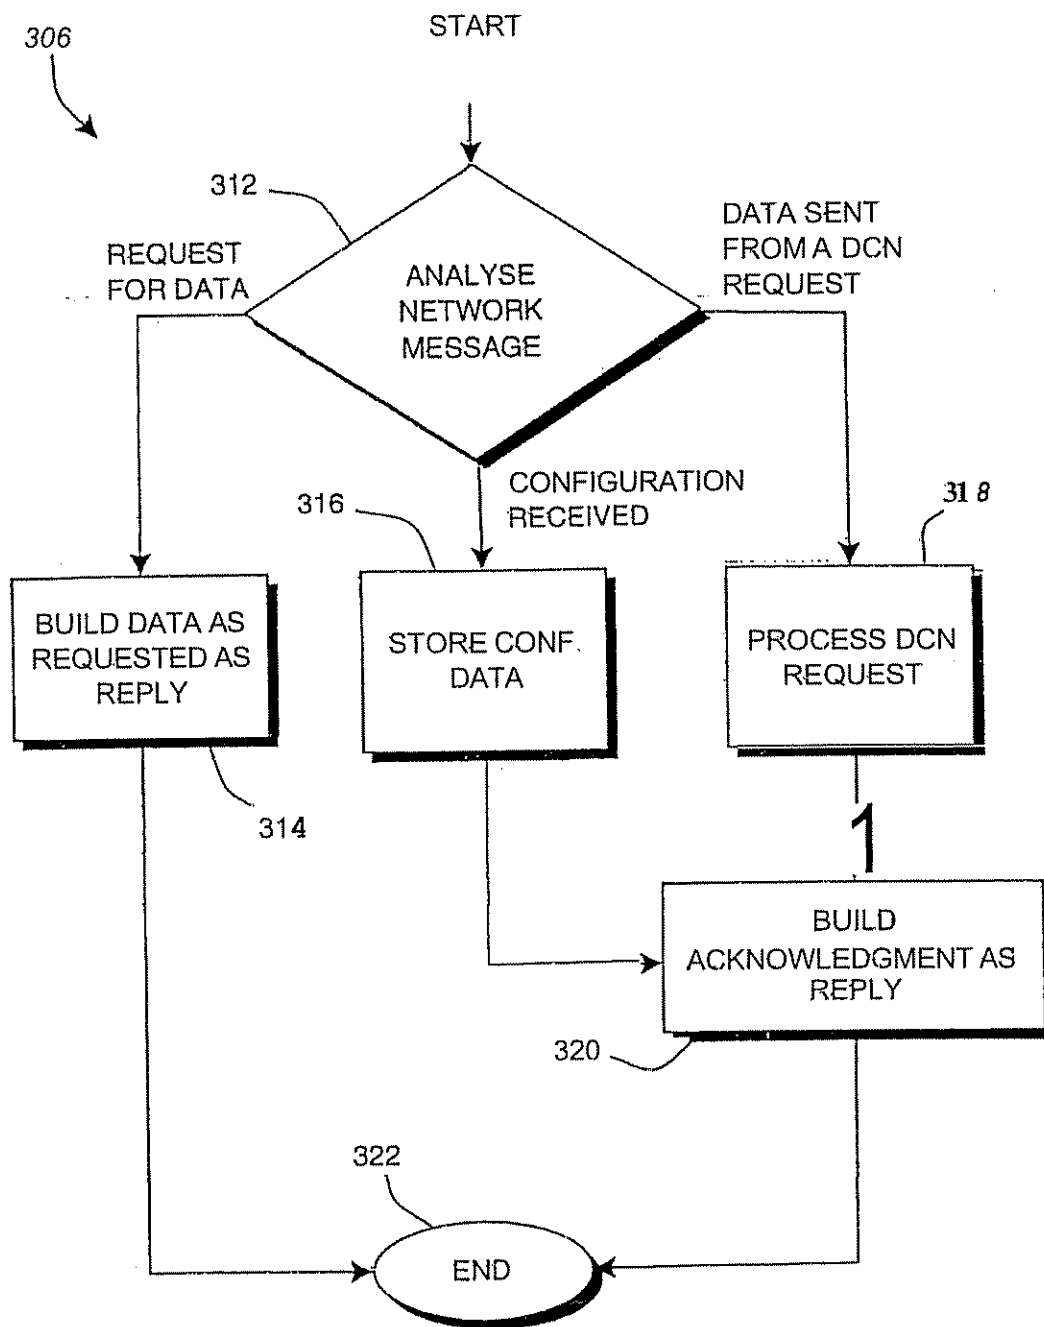 START
306
312
REQUEST
FOR DATA
ANALYSE
NETWORK
MESSAGE
DATA SENT
FROM A DCN
REQUEST
CONFIGURATION
RECEIVED
316
318
BUILD DATA AS
REQUESTED AS
REPLY
STORE CONF.
DATA
PROCESS DCN
REQUEST
314
1
BUILD
ACKNOWLEDGMENT AS
REPLY
320
322
END